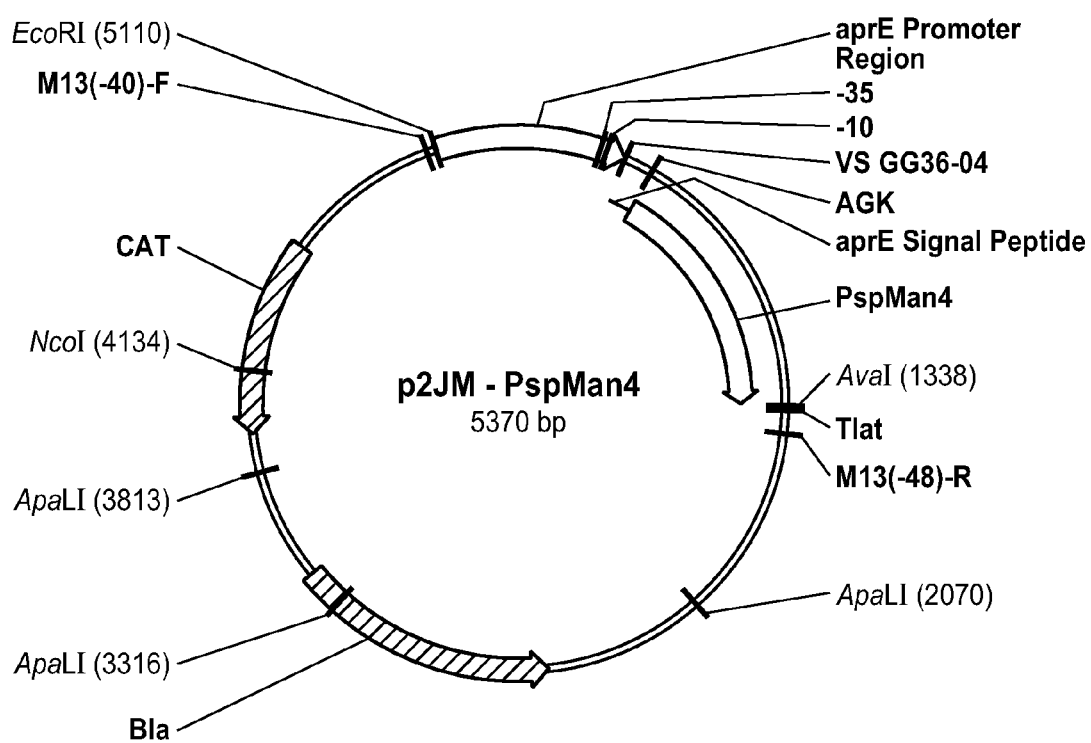 EcoRI (5110)
M13(-40)-F
CAT
NcoI (4134)
ApaLI (3813)
ApaLI (3316)
Bla
p2JM - PspMan4
5370 bp
aprE Promoter
Region
-35
-10
VS GG36-04
AGK
aprE Signal Peptide
PspMan4
AvaI (1338)
Tlat
M13(-48)-R
ApaLI (2070)